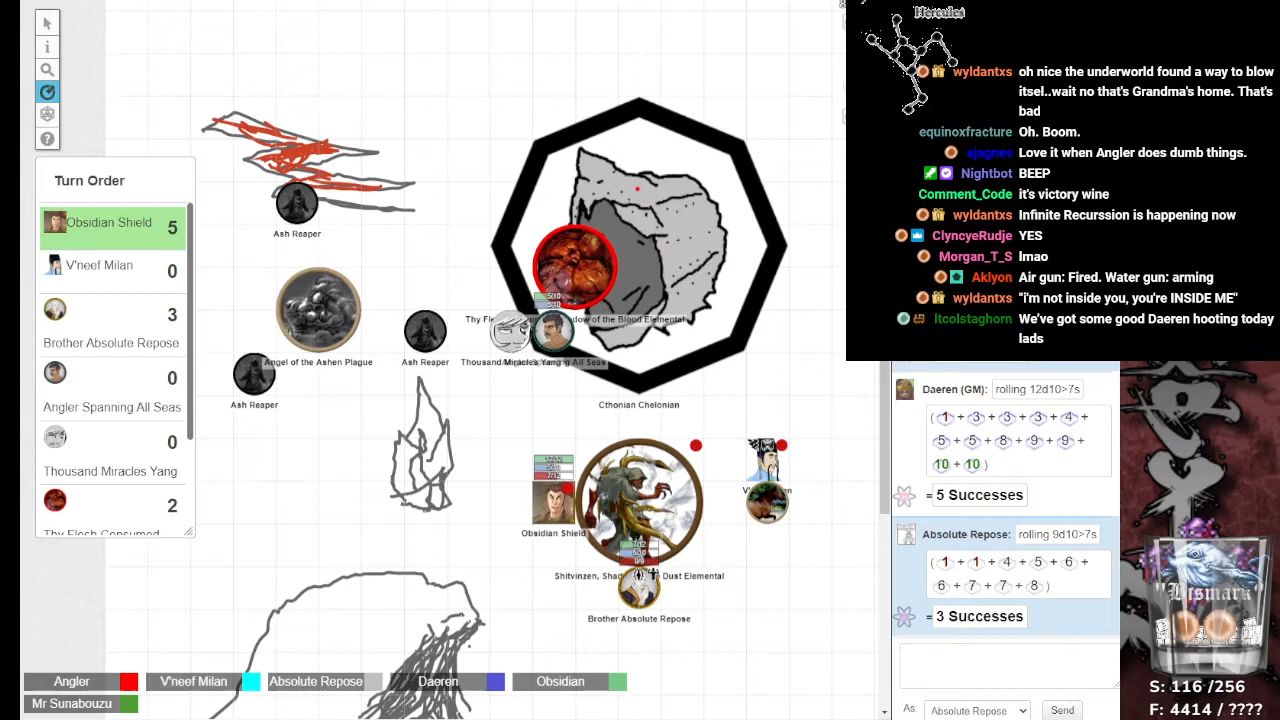 Turn Order
Obsidian Shield 5
V'neef Milan 0
3
Brother Absolute Repose
0
Angler Spanning All Seas
0
Thousand Miracles Yang
2
Ash Reaper
Angel of the Ashen Plague
Ash Reaper
Ash Reaper
Cthonian Chelonian
Obsidian Shield
Dust Elemental
Brother Absolute Repose
Angler
V'neef Milan
Absolute Repose
Daeren
Obsidian
Mr Sunabouzu
Hercules
wyldantxs oh nice the underworld found a way to blow
itsel..wait no that's Grandma's home. That's
bad
equinoxfracture Oh. Boom.
ajagnes Love it when Angler does dumb things.
Nightbot BEEP
Comment_Code it's victory wine
wyldantxs Infinite Recurssion is happening now
ClyncyeRudje YES
Morgan_T_S lmao
Aklyon Air gun: Fired. Water gun: arming
wyldantxs "I'm not inside you, you're INSIDE ME"
ltcolstaghorn We've got some good Daeren hooting today
lads
Daeren (GM): rolling 12d10>7s
( 1 + 3 + 3 + 3 + 4 +
5 + 5 + 8 + 9 + 9 +
10 + 10 )
= 5 Successes
Absolute Repose: rolling 9d10>7s
( 1 + 1 + 4 + 5 + 6 +
6 + 7 + 7 + 8 )
= 3 Successes
As: Absolute Repose Send
"Bismark"
S: 116 /256
F: 4414 / ????